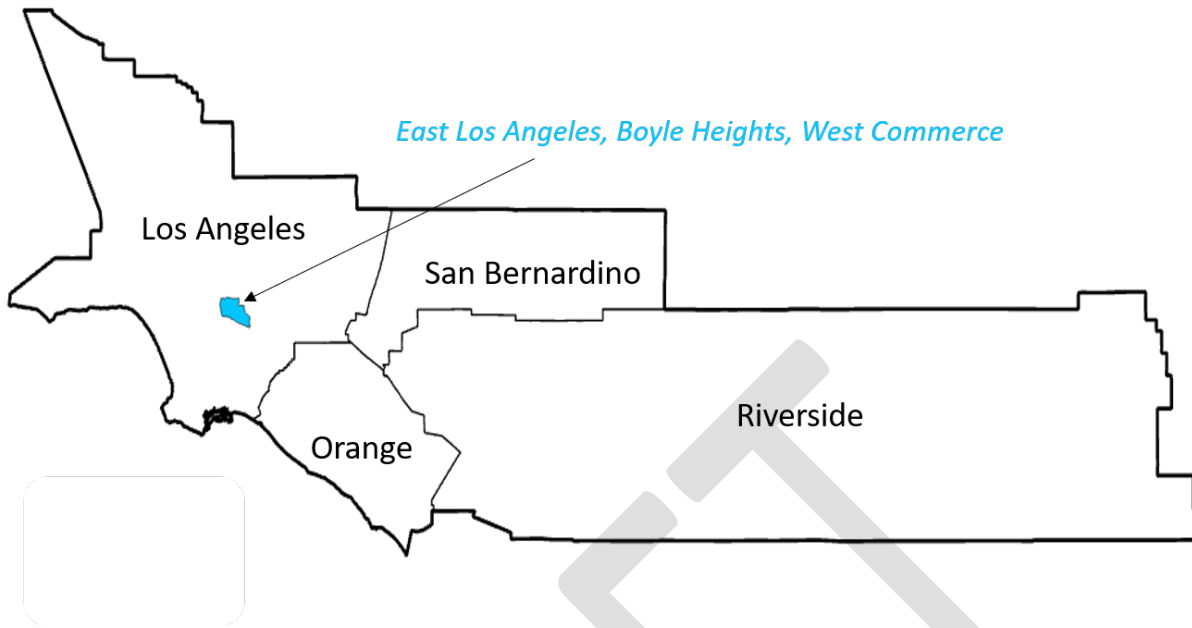 East Los Angeles, Boyle Heights, West Commerce
Los Angeles
San Bernardino
Riverside
Orange